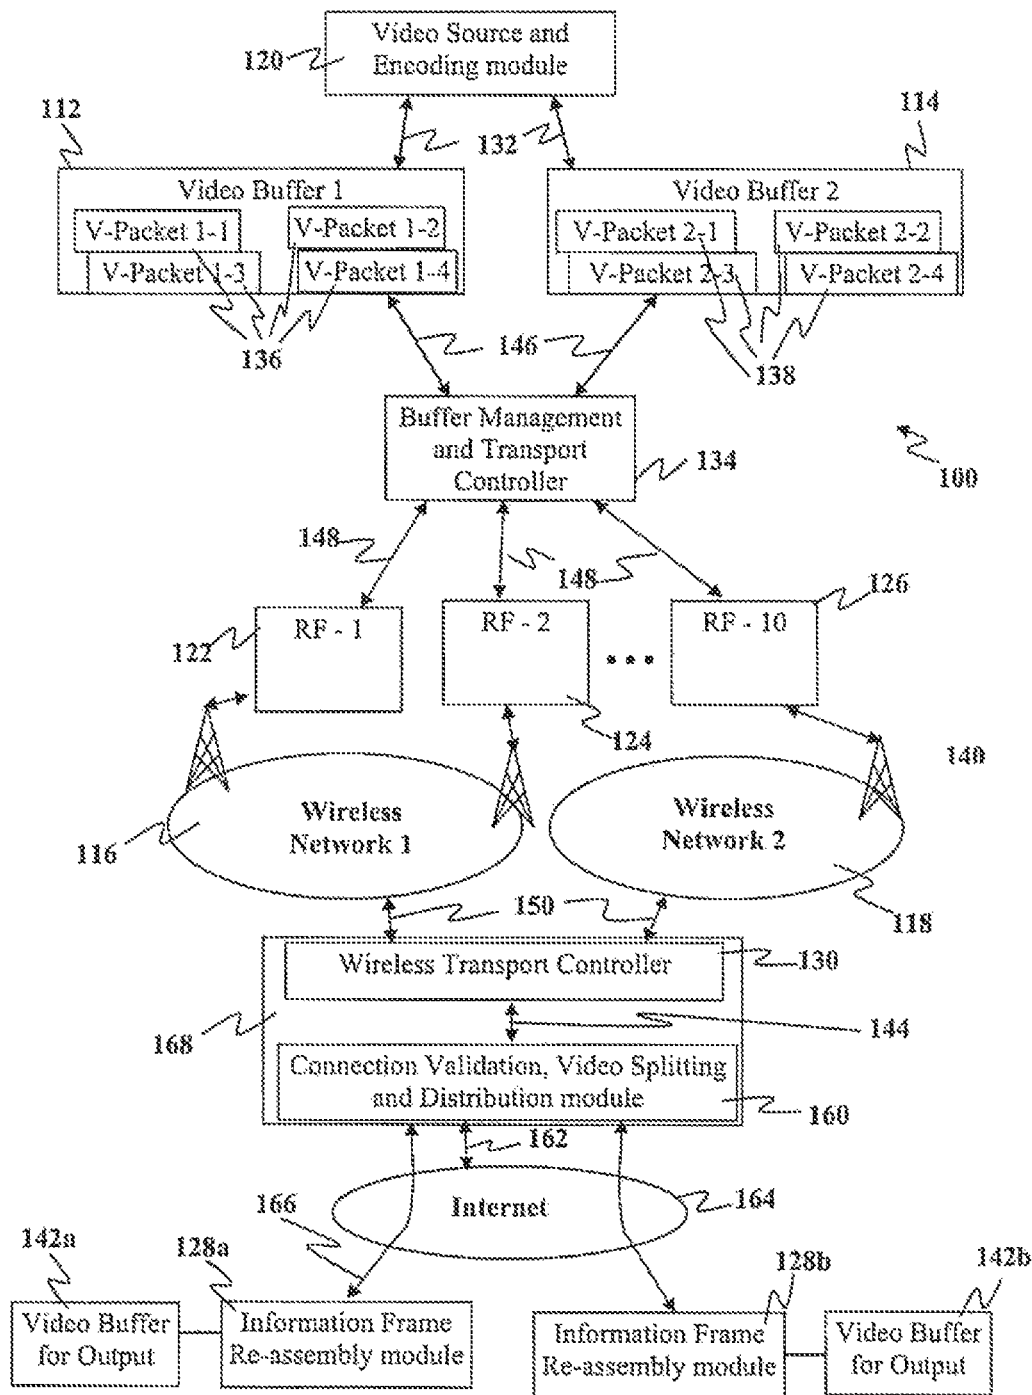 Video Source and
Encoding module
120
112
132
114
Video Buffer 1
V-Packet 1-1
V-Packet 1-2
V-Packet 1-3
V-Packet 1-4
Video Buffer 2
V-Packet 2-1
V-Packet 2-2
V-Packet 2-3
V-Packet 2-4
136
146
138
Buffer Management
and Transport
Controller
134
100
148
148
126
RF - 1
RF - 2
RF - 10
122
124
140
Wireless
Network 1
Wireless
Network 2
116
150
118
Wireless Transport Controller
130
168
144
Connection Validation, Video Splitting
and Distribution module
160
162
Internet
164
166
142a
128a
128b
142b
Video Buffer
for Output
Information Frame
Re-assembly module
Information Frame
Re-assembly module
Video Buffer
for Output